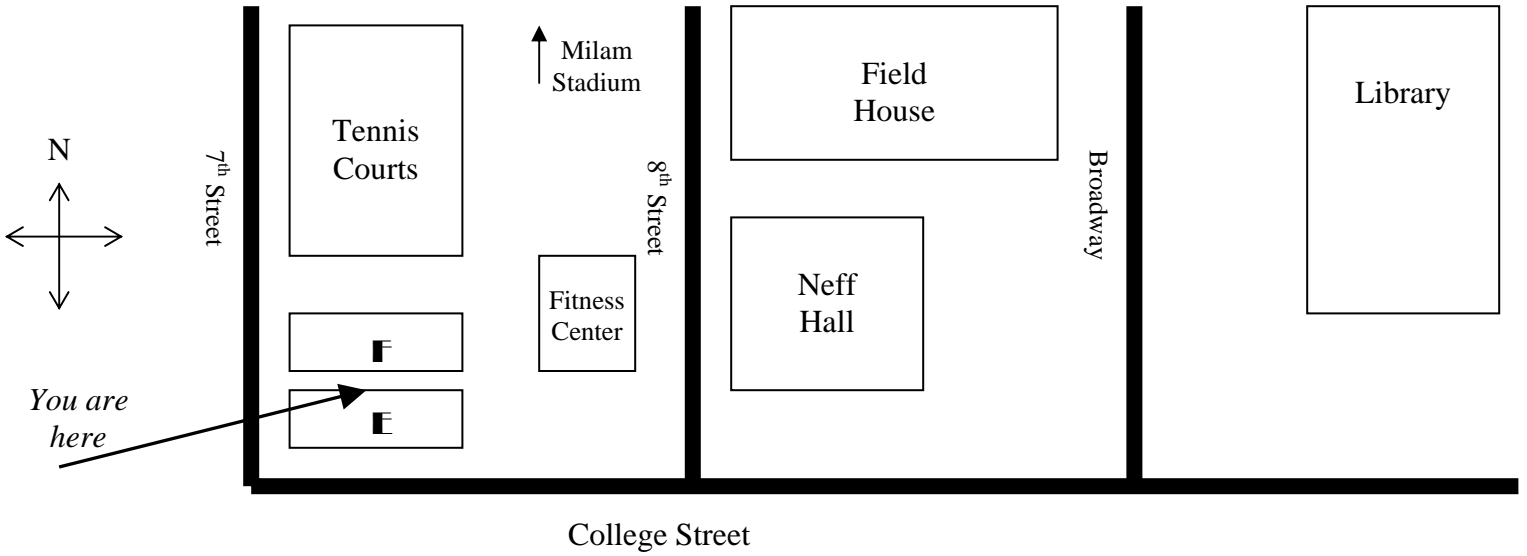 Milam
Stadium
Field
House
Library
Tennis
Courts
N
7th Street
8th Street
Broadway
Fitness
Center
Neff
Hall
F
E
You are
here
College Street